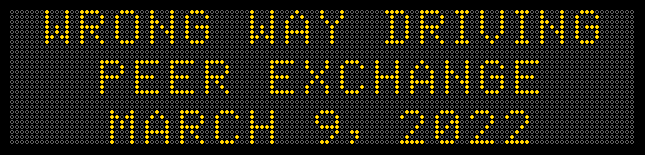 WRONG WAY DRIVING
PEER EXCHANGE
MARCH 9, 2022